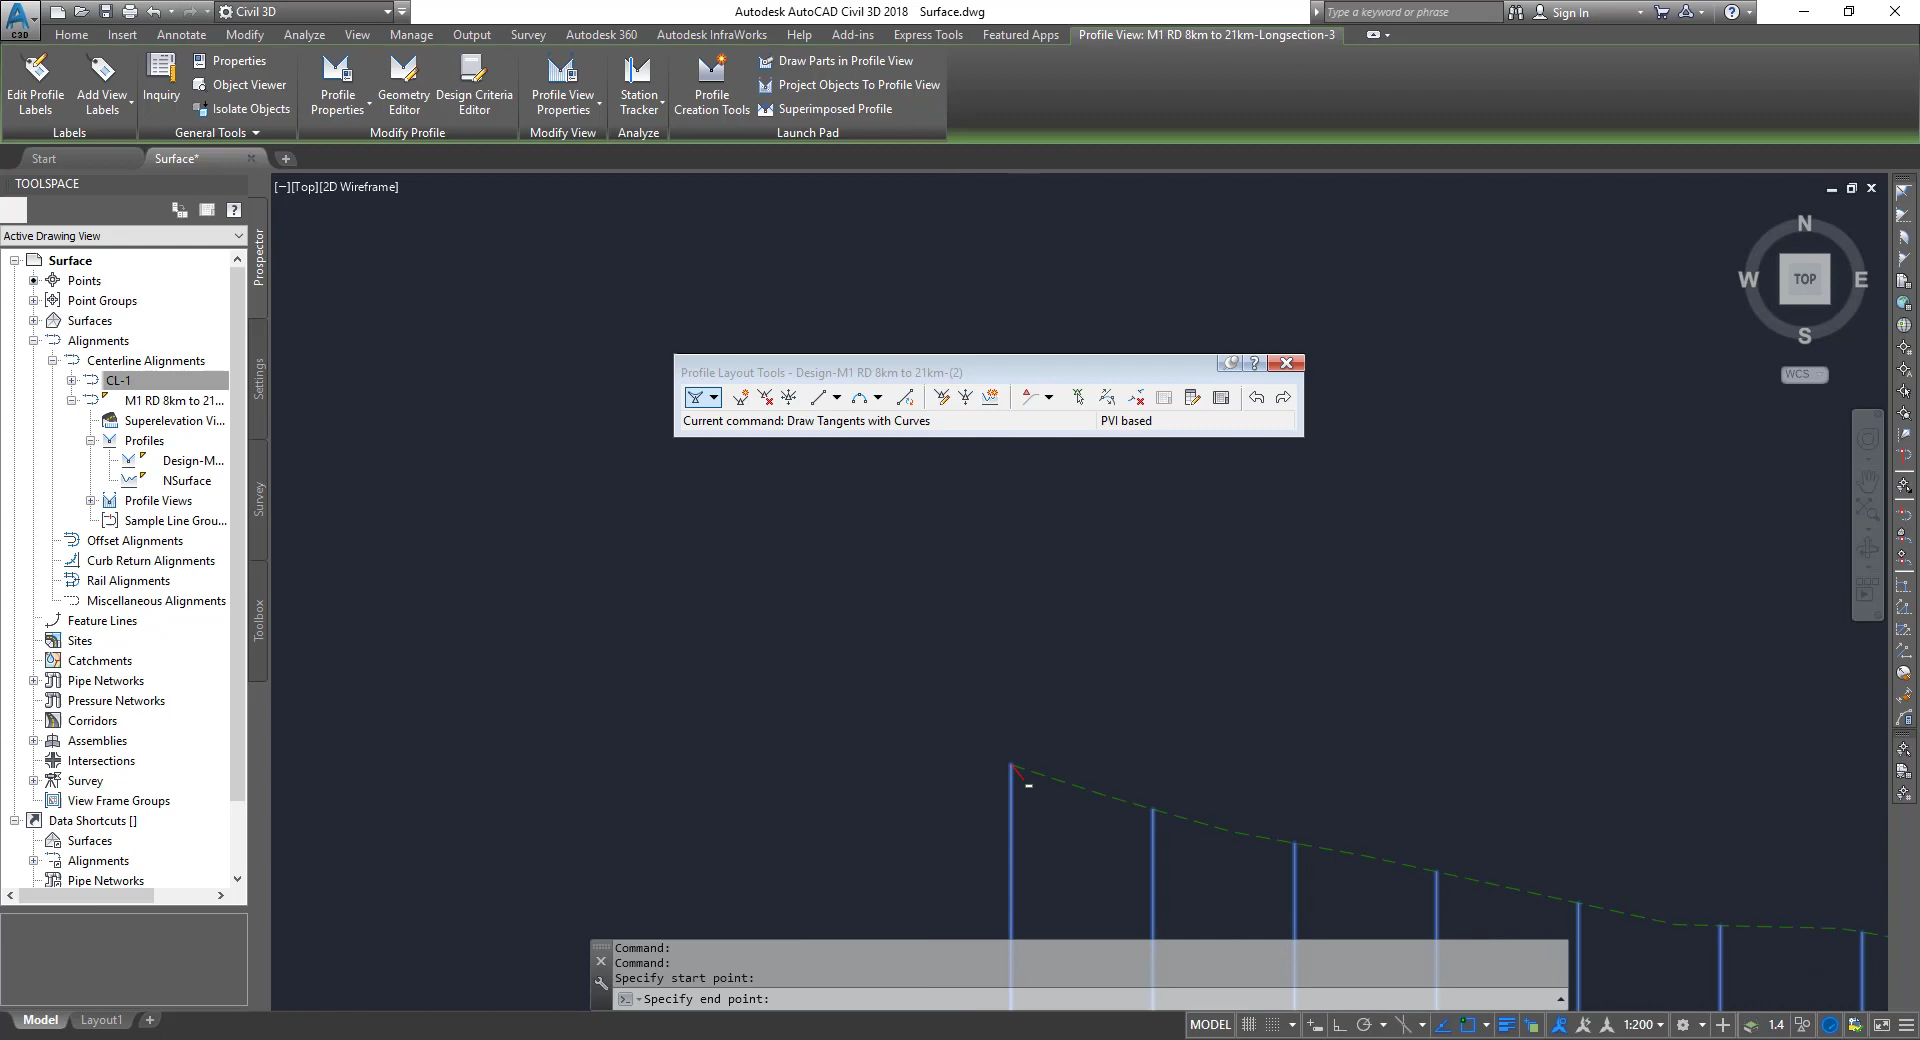 Civil 3D
Autodesk AutoCAD Civil 3D 2018 Surface.dwg
Type a keyword or phrase
Sign In
C3D
Home Insert Annotate Modify Analyze View Manage Output Survey Autodesk 360 Autodesk InfraWorks Help Add-ins Express Tools Featured Apps Profile View: M1 RD 8km to 21km-Longsection-3
Edit Profile Labels
Add View Labels
Labels
Inquiry
Properties
Object Viewer
Isolate Objects
General Tools
Profile Properties
Geometry Editor
Design Criteria Editor
Modify Profile
Profile View Properties
Modify View
Station Tracker
Analyze
Profile Creation Tools
Draw Parts in Profile View
Project Objects To Profile View
Superimposed Profile
Launch Pad
Start
Surface*
TOOLSPACE
[−][Top][2D Wireframe]
Active Drawing View
Surface
Points
Point Groups
Surfaces
Alignments
Centerline Alignments
CL-1
M1 RD 8km to 21...
Superelevation Vi...
Profiles
Design-M...
NSurface
Profile Views
Sample Line Grou...
Offset Alignments
Curb Return Alignments
Rail Alignments
Miscellaneous Alignments
Feature Lines
Sites
Catchments
Pipe Networks
Pressure Networks
Corridors
Assemblies
Intersections
Survey
View Frame Groups
Data Shortcuts []
Surfaces
Alignments
Pipe Networks
Prospector
Settings
Survey
Toolbox
N
W TOP E
S
WCS
Profile Layout Tools - Design-M1 RD 8km to 21km-(2)
Current command: Draw Tangents with Curves
PVI based
Command:
Command:
Specify start point:
Specify end point:
Model Layout1
MODEL
1:200
1.4